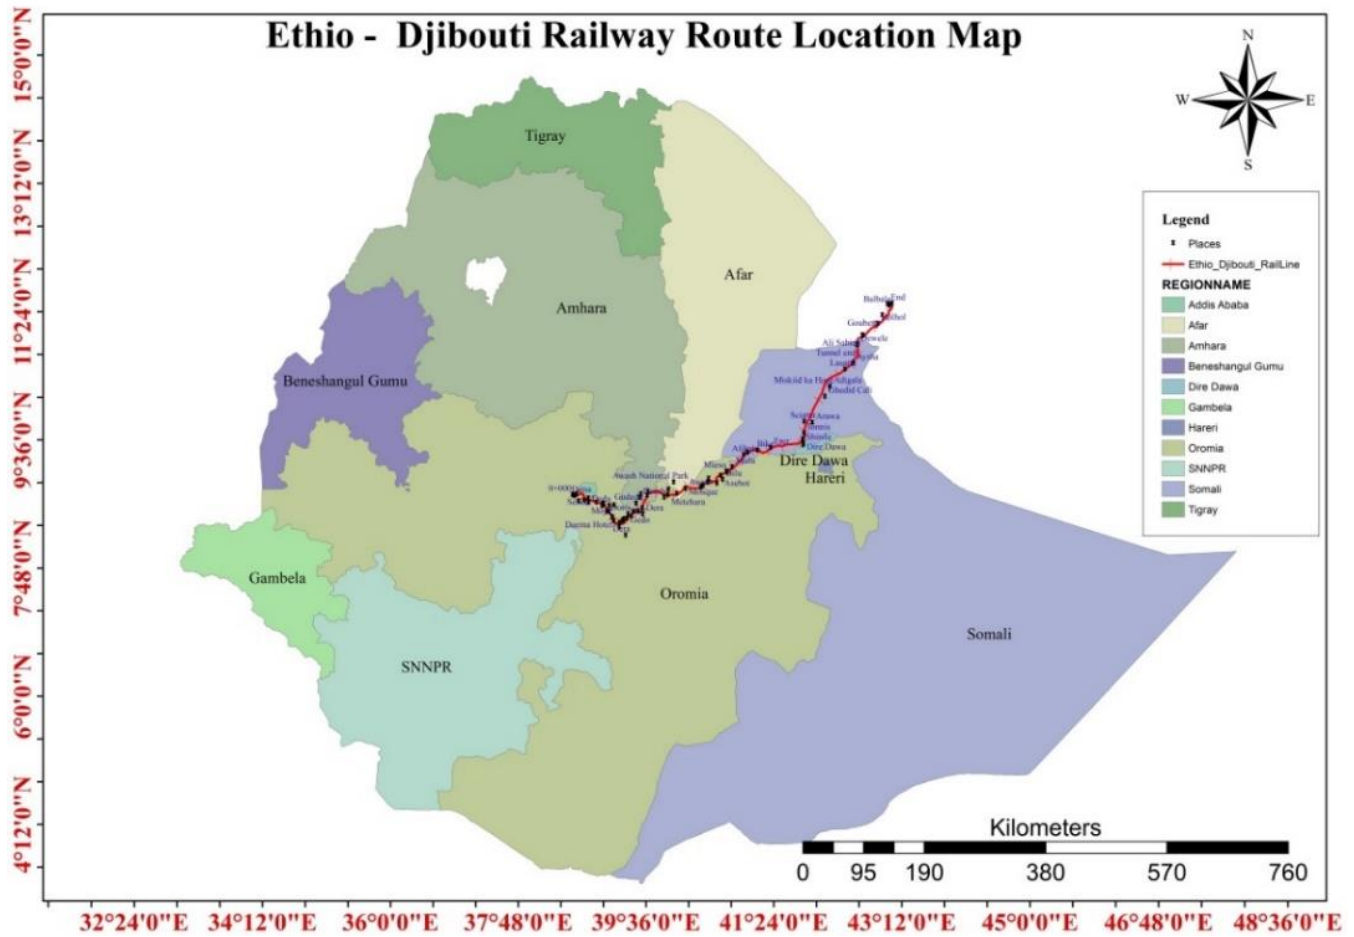 Ethio - Djibouti Railway Route Location Map
N
W
E
S
15°0'0"N
13°12'0"N
11°24'0"N
9°36'0"N
7°48'0"N
6°0'0"N
4°12'0"N
Tigray
Afar
Amhara
Beneshangul Gumu
Gambela
SNNPR
Oromia
Somali
Dire Dawa
Hareri
End
Ali Sabieh
Tunnel end
Adigala
Arawa
Dire Dawa
Mieso
Asebot
Awash National Park
Metehara
Dera
Legend
Places
Ethio_Djibouti_RailLine
REGIONNAME
Addis Ababa
Afar
Amhara
Beneshangul Gumu
Dire Dawa
Gambela
Hareri
Oromia
SNNPR
Somali
Tigray
Kilometers
0 95 190 380 570 760
32°24'0"E 34°12'0"E 36°0'0"E 37°48'0"E 39°36'0"E 41°24'0"E 43°12'0"E 45°0'0"E 46°48'0"E 48°36'0"E